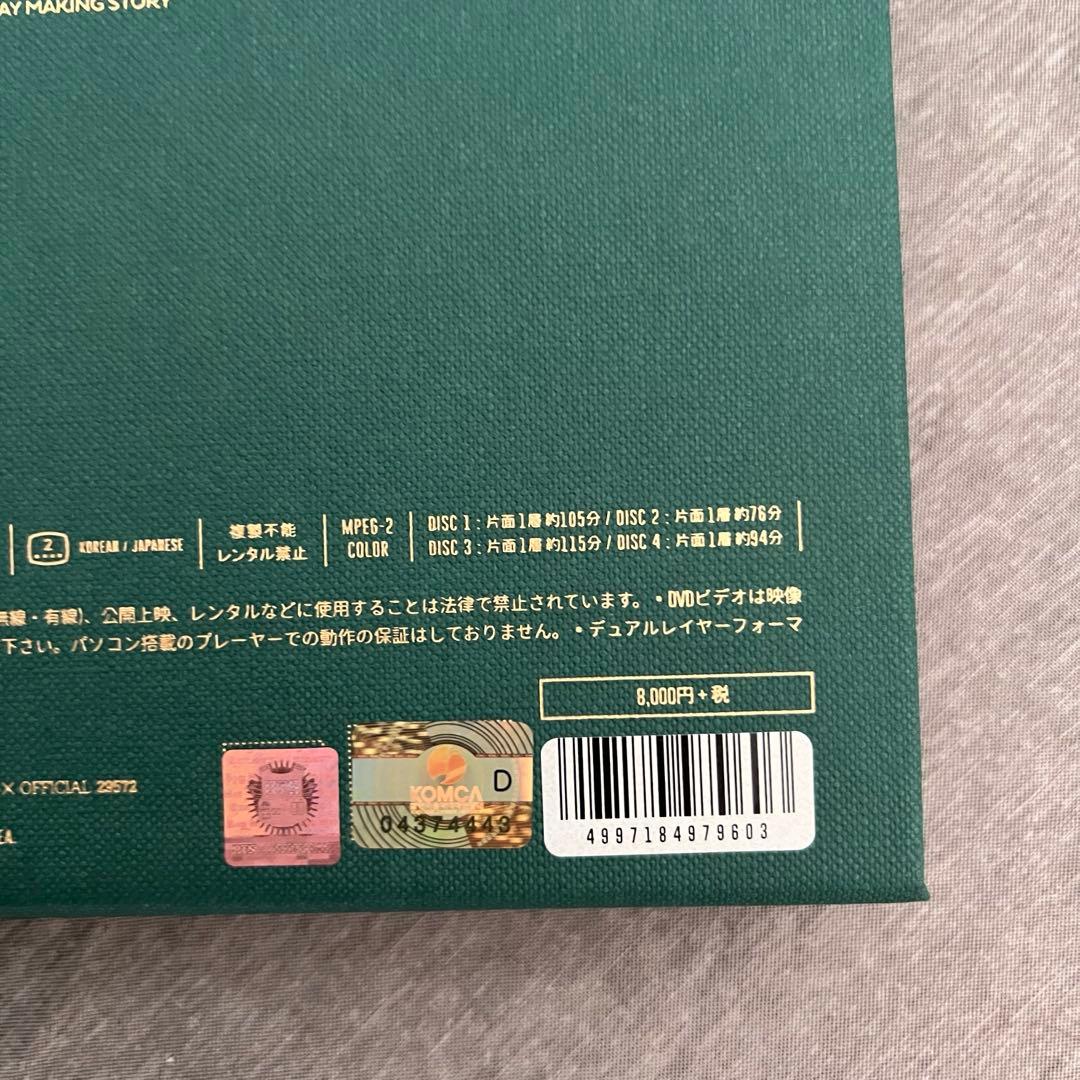 AY MAKING STORY
2
KOREAN / JAPANESE
複製不能
レンタル禁止
MPEG-2
COLOR
DISC 1 : 片面1層 約105分 / DISC 2 : 片面1層 約76分
DISC 3 : 片面1層 約115分 / DISC 4 : 片面1層 約94分
無線・有線)、公開上映、レンタルなどに使用することは法律で禁止されています。 • DVDビデオは映像
下さい。パソコン搭載のプレーヤーでの動作の保証はしておりません。 • デュアルレイヤーフォーマ
8,000円+税
× OFFICIAL 29572
EA.
BTS
KOMCA
D
04374443
4997184979603